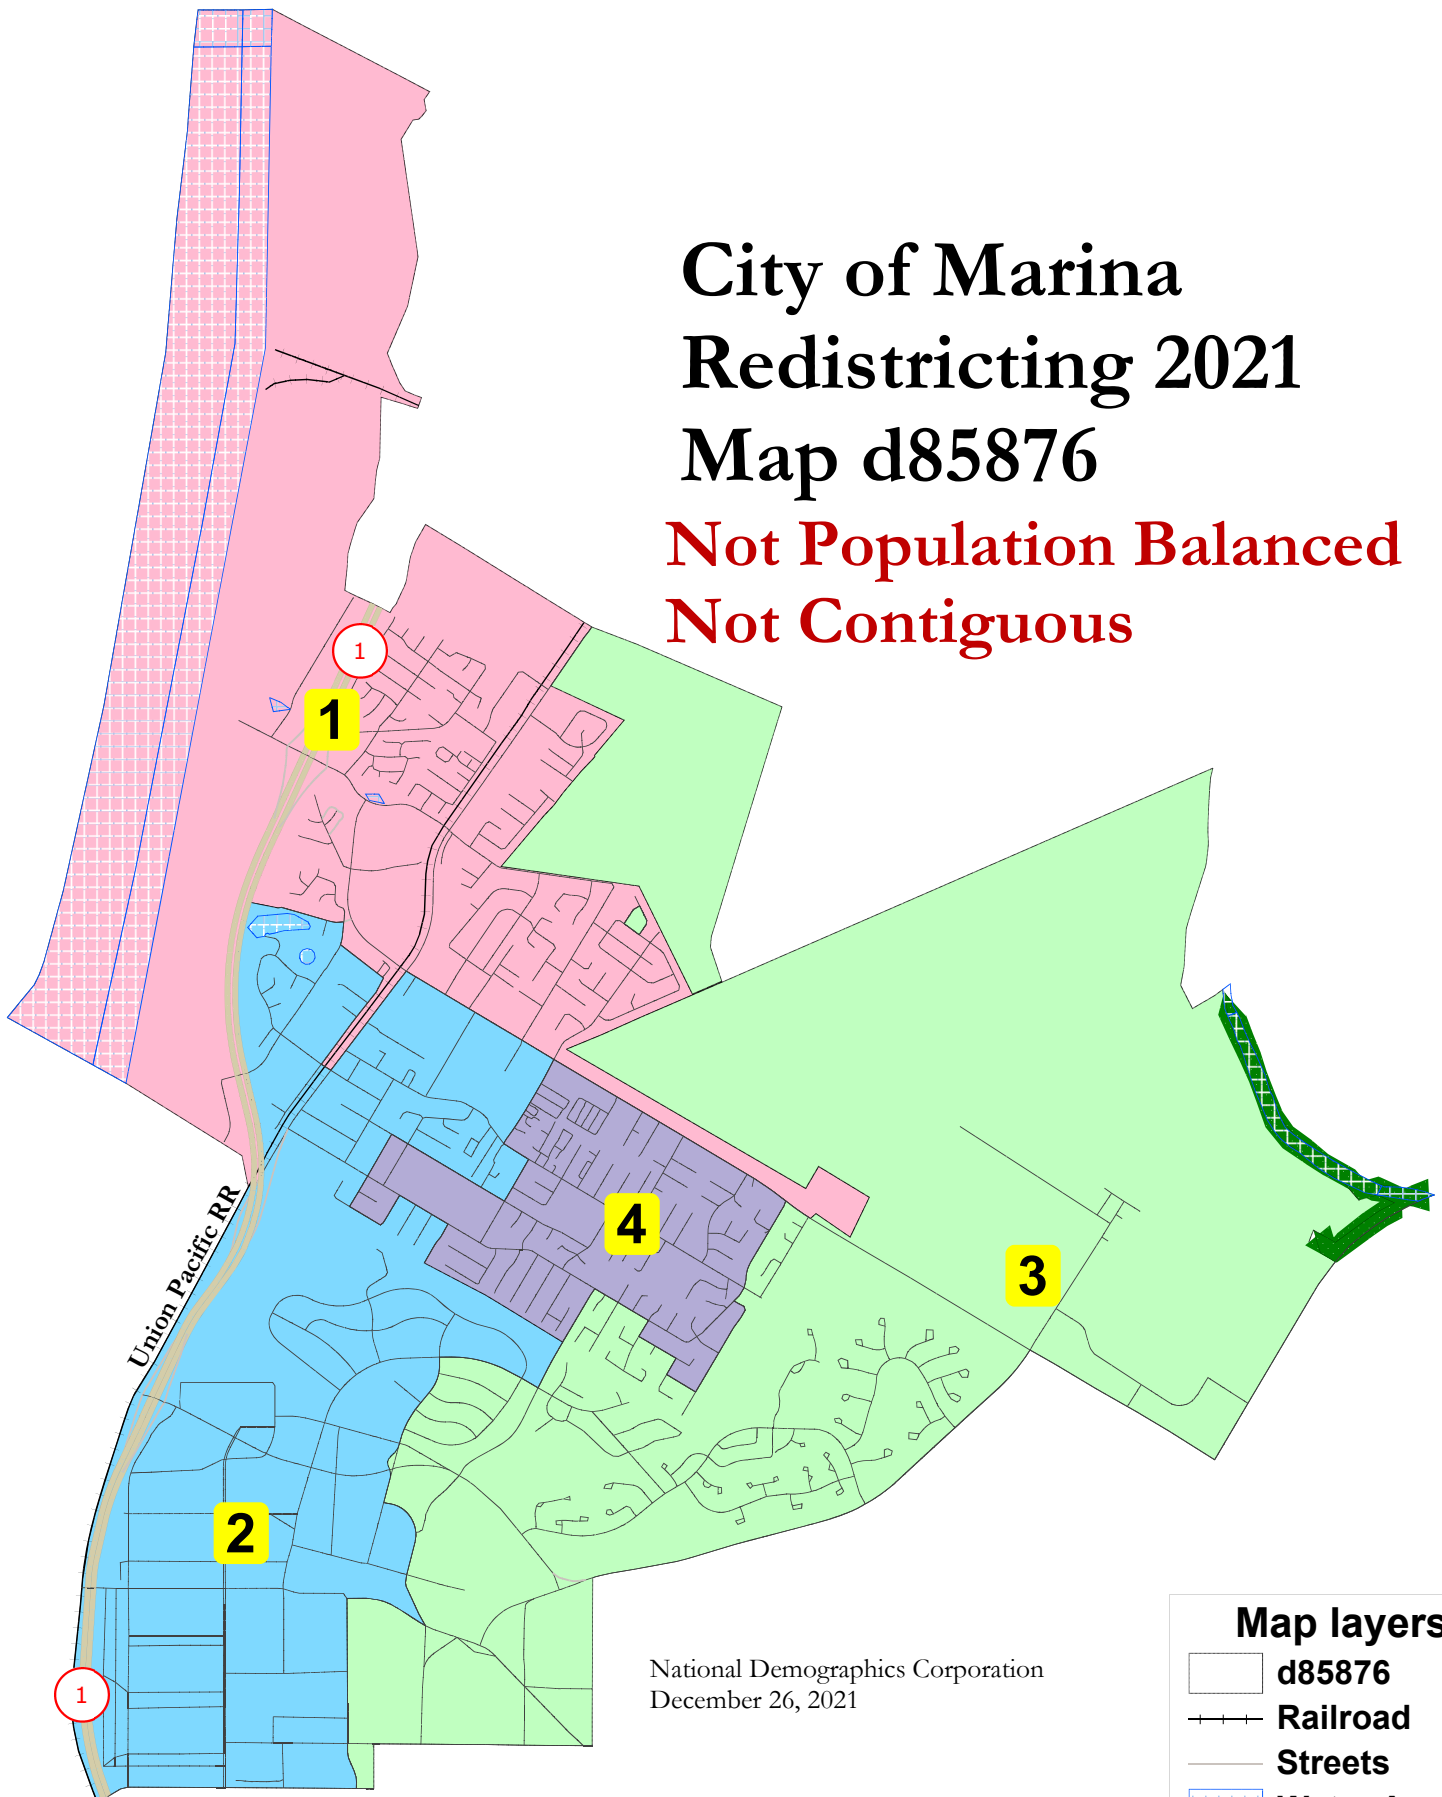 City of Marina
Redistricting 2021
Map d85876
Not Population Balanced
Not Contiguous
1
1
4
3
Union Pacific RR
2
1
National Demographics Corporation
December 26, 2021
Map layers
d85876
Railroad
Streets